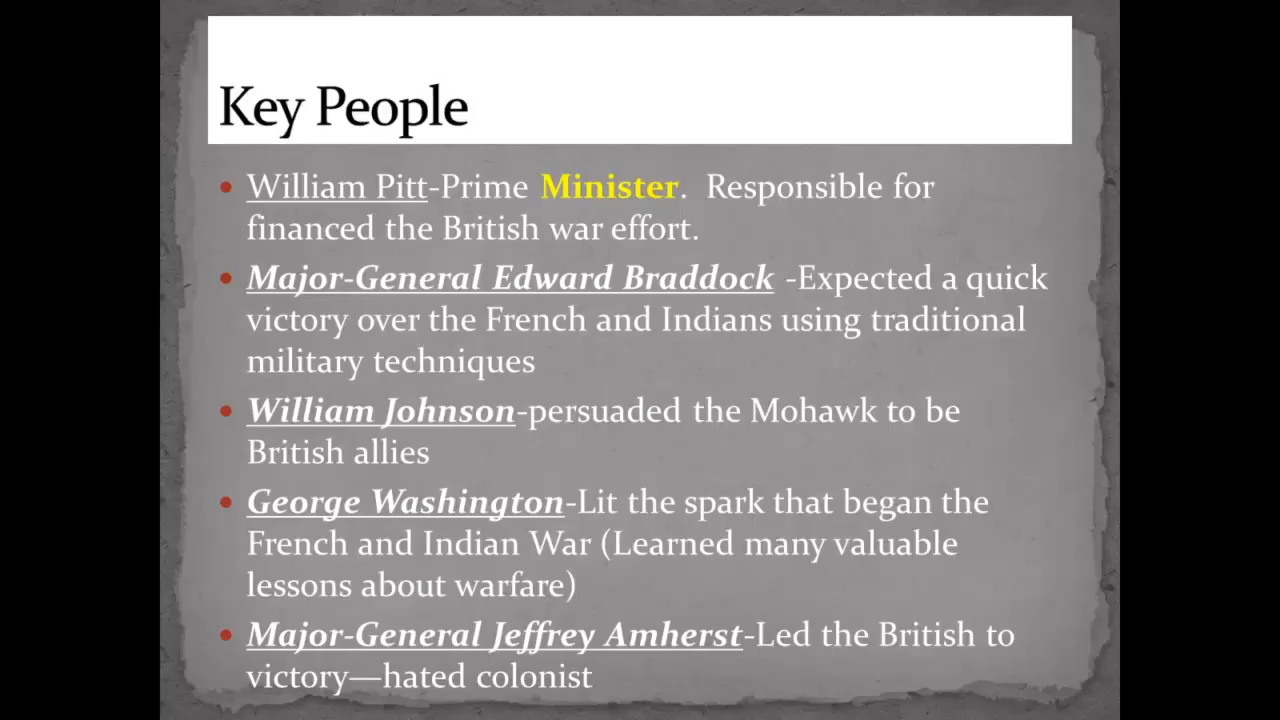 Key People
William Pitt-Prime Minister.  Responsible for
financed the British war effort.
Major-General Edward Braddock -Expected a quick
victory over the French and Indians using traditional
military techniques
William Johnson-persuaded the Mohawk to be
British allies
George Washington-Lit the spark that began the
French and Indian War (Learned many valuable
lessons about warfare)
Major-General Jeffrey Amherst-Led the British to
victory—hated colonist